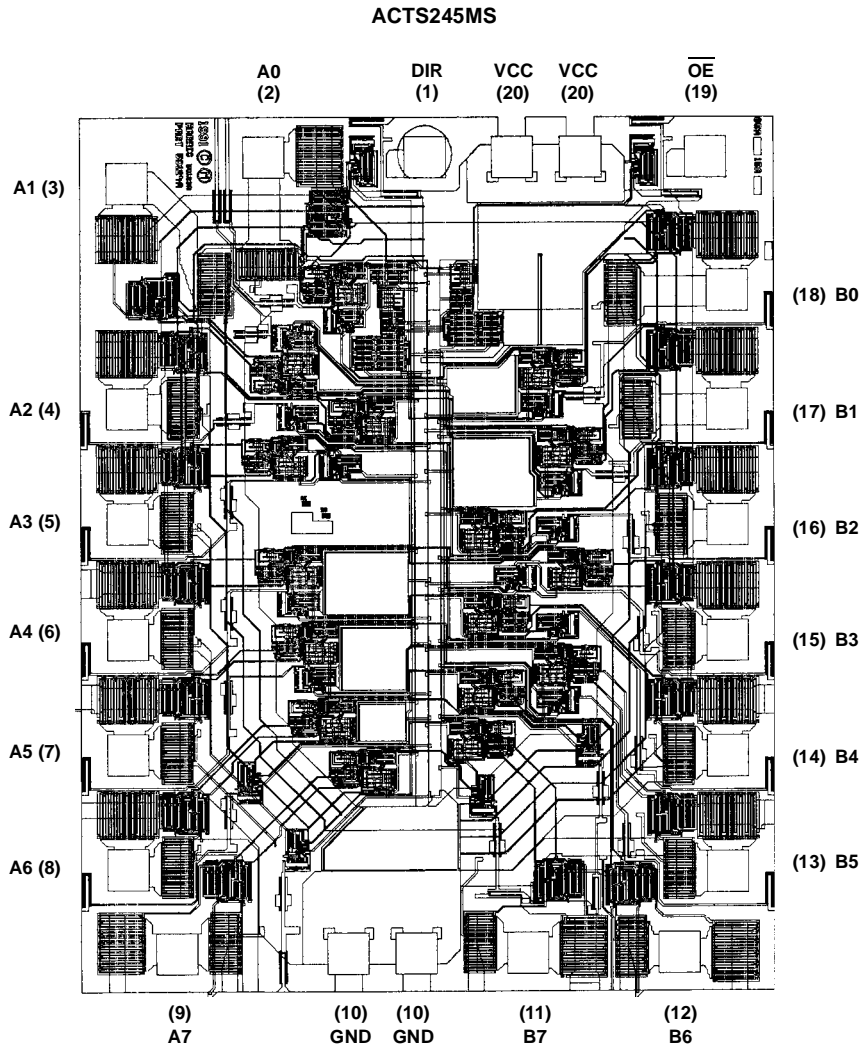 ACTS245MS
A0 DIR VCC VCC OE
(2) (1) (20) (20) (19)
A1 (3)
(18) B0
A2 (4) (17) B1
A3 (5) (16) B2
A4 (6) (15) B3
A5 (7) (14) B4
A6 (8) (13) B5
(9) (10) (10) (11) (12)
A7 GND GND B7 B6